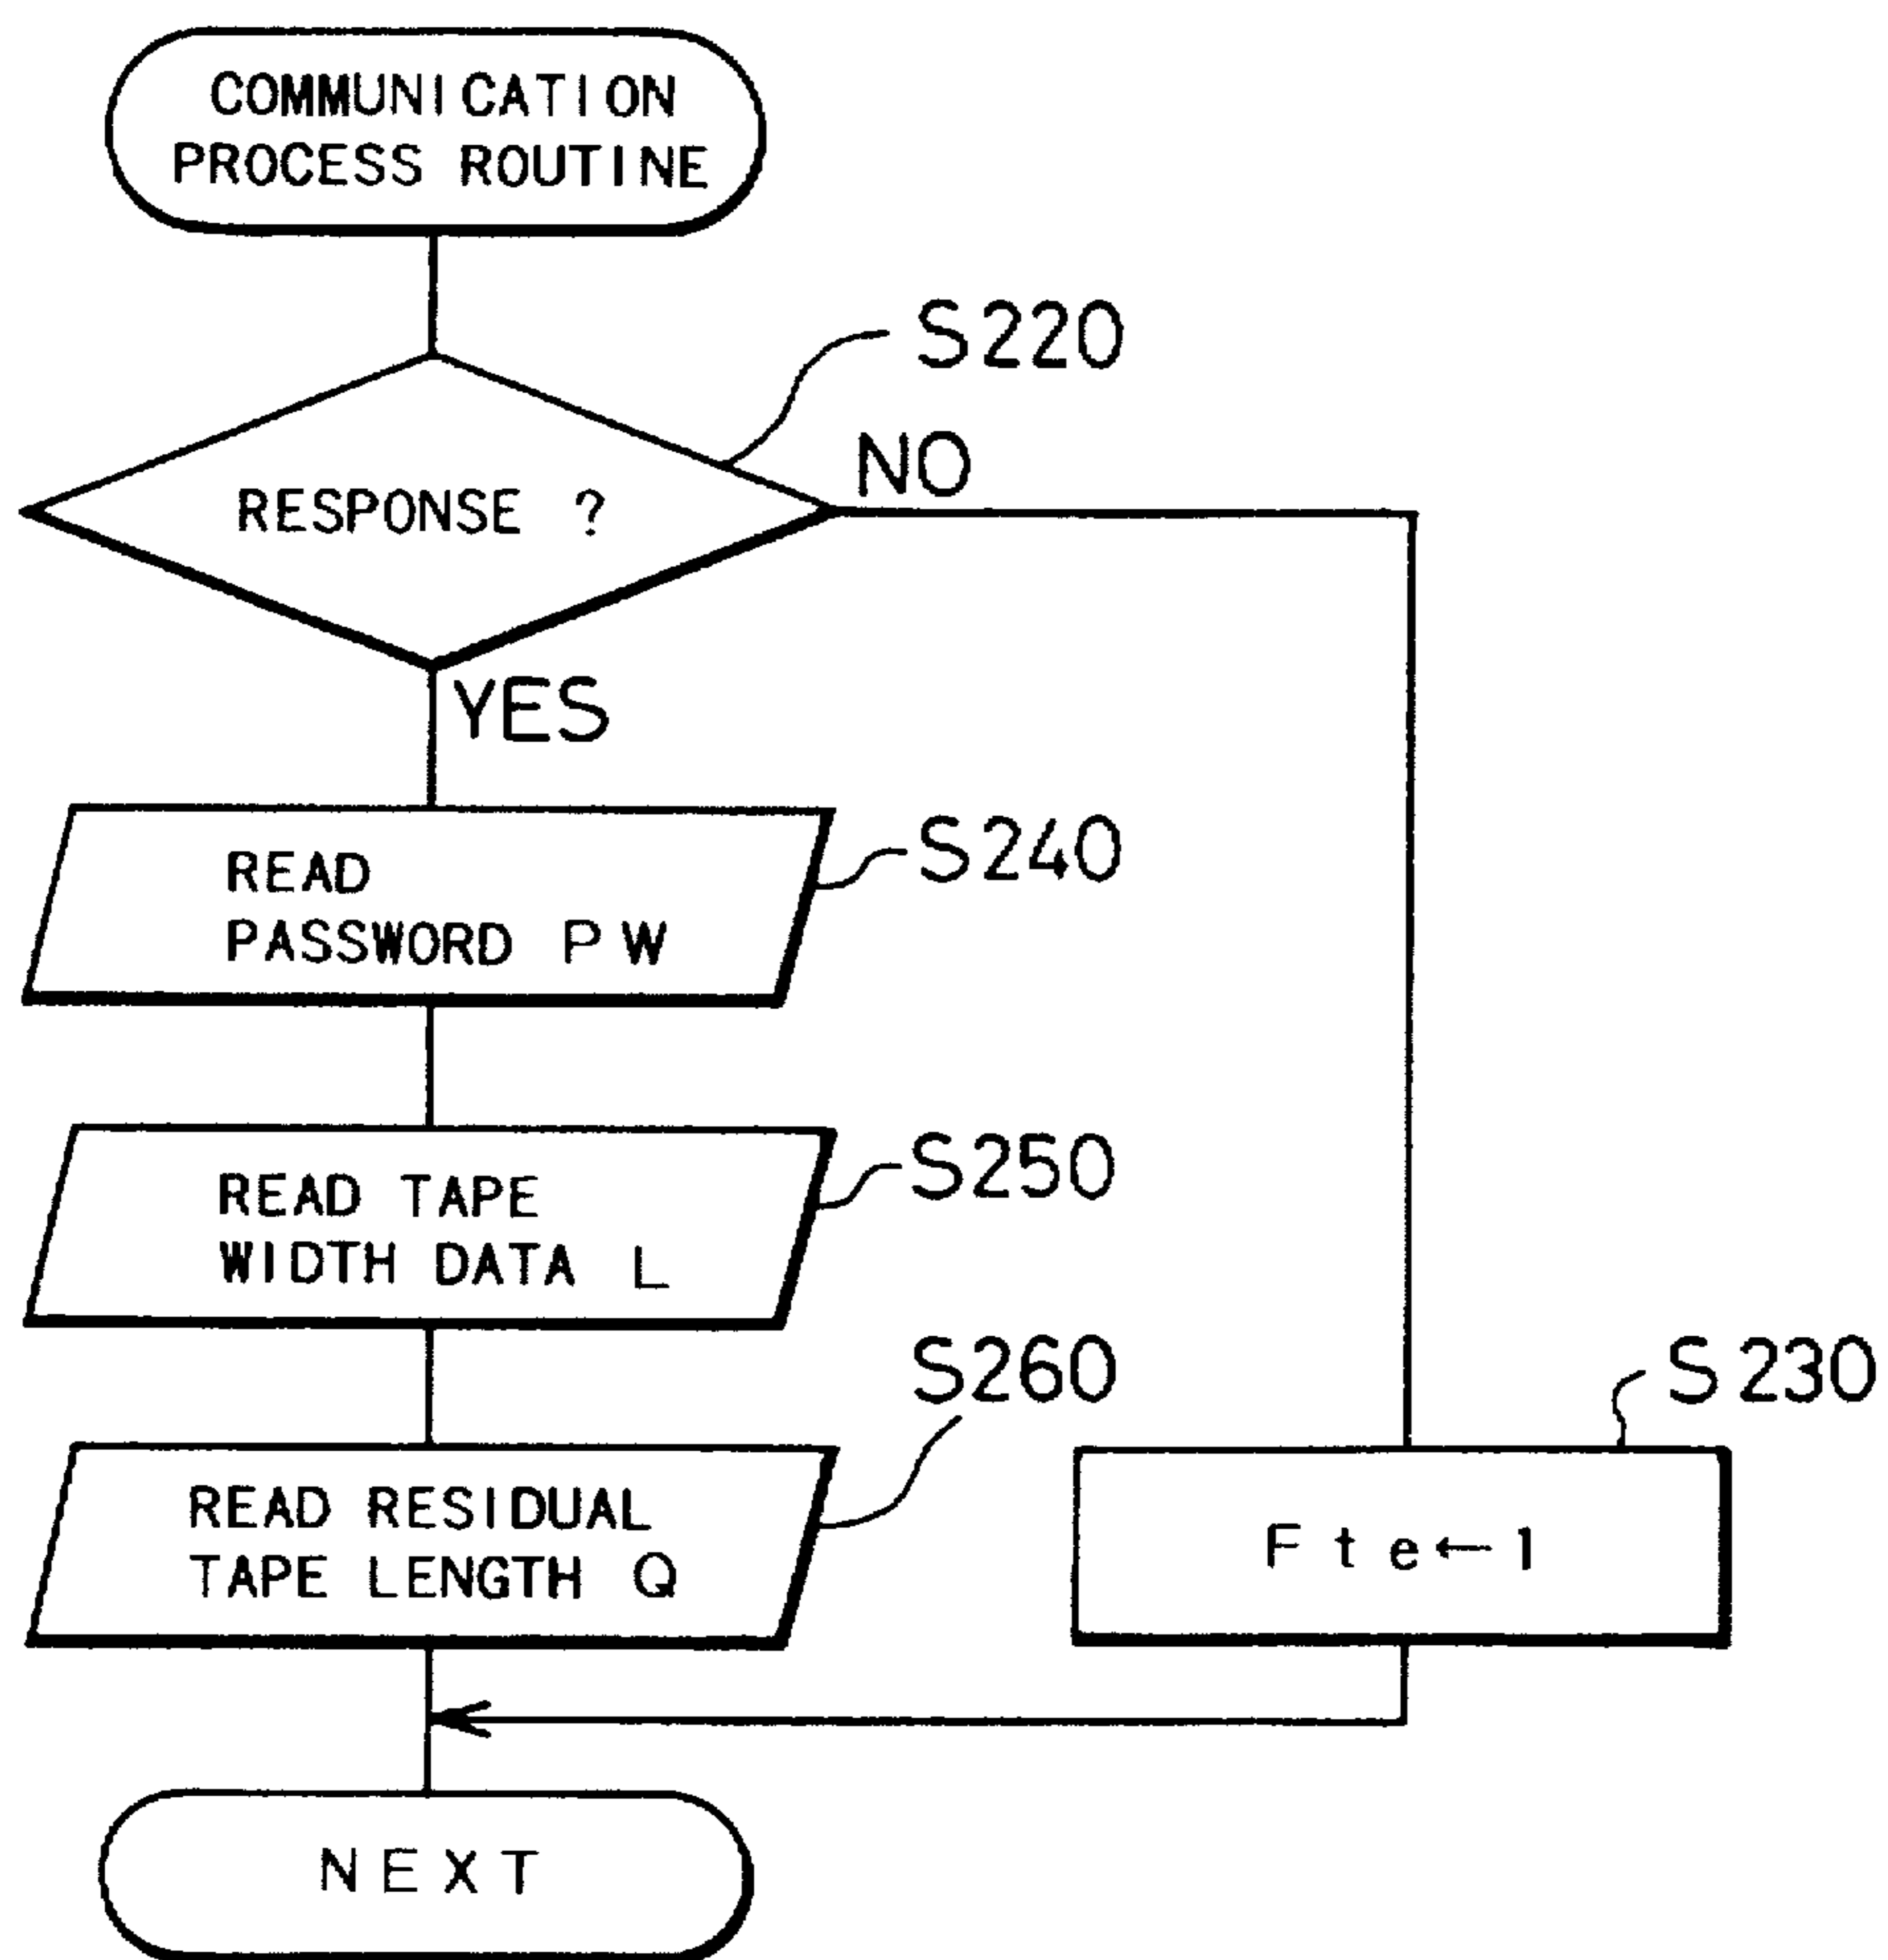 COMMUNICATION
PROCESS ROUTINE
S220
NO
RESPONSE ?
YES
READ
PASSWORD PW
S240
READ TAPE
WIDTH DATA L
S250
S260
S230
READ RESIDUAL
TAPE LENGTH Q
Fte←1
NEXT